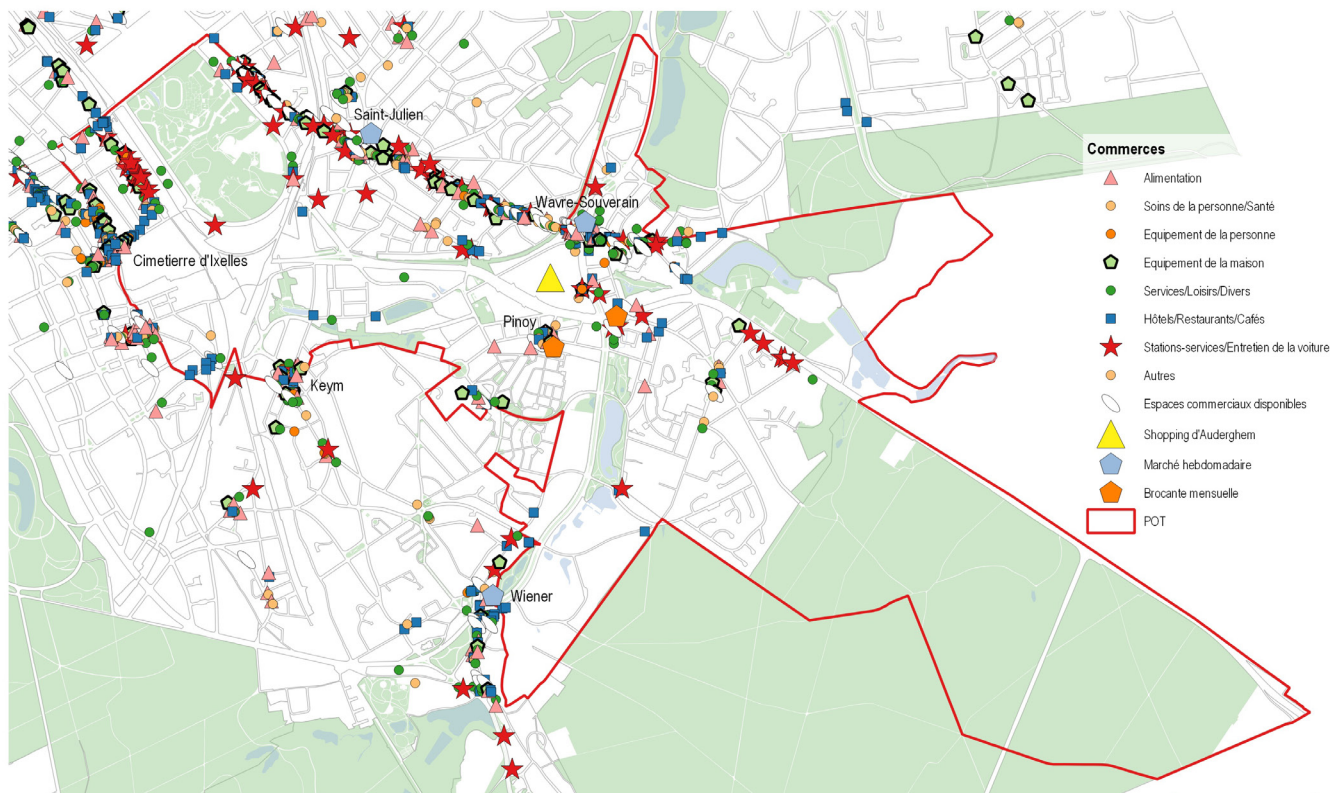 Saint-Julien
Wavre-Souverain
Cimetierre d'Ixelles
Pinoy
Keym
Wiener
Commerces
Alimentation
Soins de la personne/Santé
Equipement de la personne
Equipement de la maison
Services/Loisirs/Divers
Hôtels/Restaurants/Cafés
Stations-services/Entretien de la voiture
Autres
Espaces commerciaux disponibles
Shopping d'Auderghem
Marché hebdomadaire
Brocante mensuelle
POT